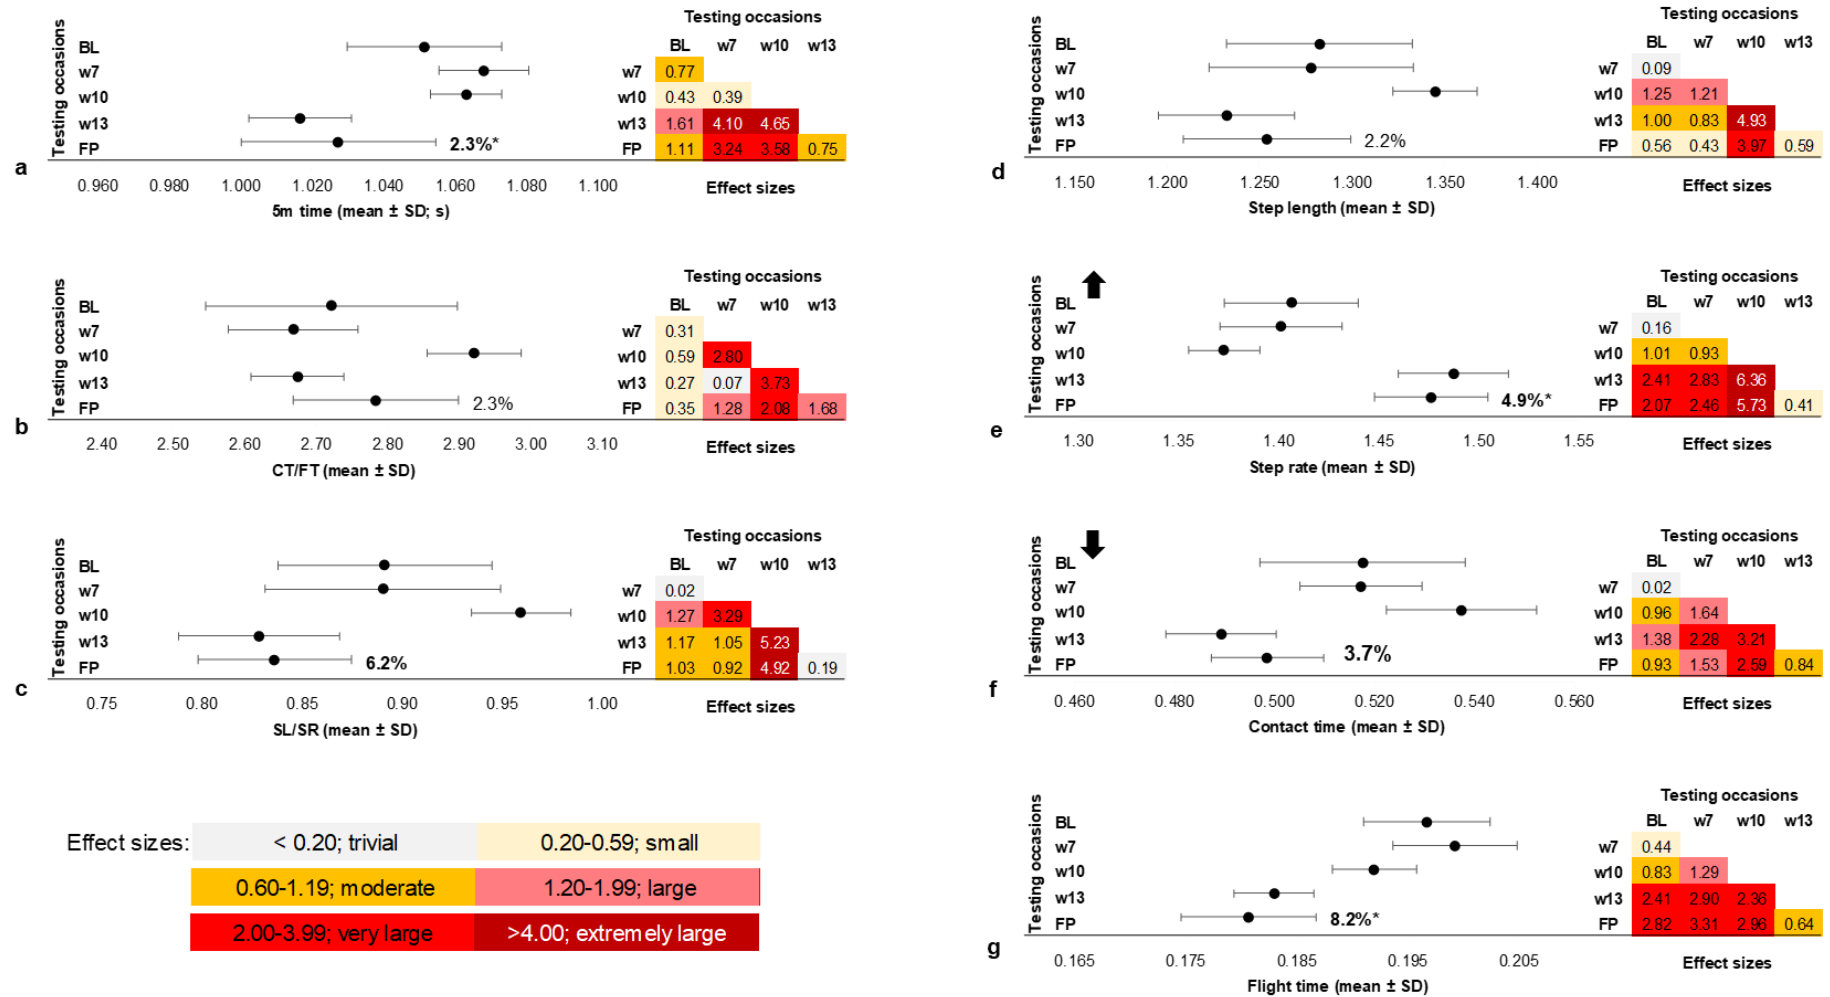 Testing occasions
BL w7 w10 w13
Testing occasions
BL
w7
w10
w13
FP
2.3%*
w7 0.77
w10 0.43 0.39
w13 1.61 4.10 4.65
FP 1.11 3.24 3.58 0.75
a
0.960 0.980 1.000 1.020 1.040 1.060 1.080 1.100
Effect sizes
5m time (mean ± SD; s)
Testing occasions
BL w7 w10 w13
Testing occasions
BL
w7
w10
w13
FP
2.3%
w7 0.31
w10 0.59 2.80
w13 0.27 0.07 3.73
FP 0.35 1.28 2.08 1.68
b
2.40 2.50 2.60 2.70 2.80 2.90 3.00 3.10
Effect sizes
CT/FT (mean ± SD)
Testing occasions
BL w7 w10 w13
Testing occasions
BL
w7
w10
w13
FP
6.2%
w7 0.02
w10 1.27 3.29
w13 1.17 1.05 5.23
FP 1.03 0.92 4.92 0.19
c
0.75 0.80 0.85 0.90 0.95 1.00
Effect sizes
SL/SR (mean ± SD)
Effect sizes: < 0.20; trivial 0.20-0.59; small
0.60-1.19; moderate 1.20-1.99; large
2.00-3.99; very large >4.00; extremely large
Testing occasions
BL w7 w10 w13
Testing occasions
BL
w7
w10
w13
FP
2.2%
w7 0.09
w10 1.25 1.21
w13 1.00 0.83 4.93
FP 0.56 0.43 3.97 0.59
d
1.150 1.200 1.250 1.300 1.350 1.400
Effect sizes
Step length (mean ± SD)
Testing occasions
BL w7 w10 w13
Testing occasions
BL
w7
w10
w13
FP
4.9%*
w7 0.16
w10 1.01 0.93
w13 2.41 2.83 6.36
FP 2.07 2.46 5.73 0.41
e
1.30 1.35 1.40 1.45 1.50 1.55
Effect sizes
Step rate (mean ± SD)
Testing occasions
BL w7 w10 w13
Testing occasions
BL
w7
w10
w13
FP
3.7%
w7 0.02
w10 0.96 1.64
w13 1.38 2.28 3.21
FP 0.93 1.53 2.59 0.84
f
0.460 0.480 0.500 0.520 0.540 0.560
Effect sizes
Contact time (mean ± SD)
Testing occasions
BL w7 w10 w13
Testing occasions
BL
w7
w10
w13
FP
8.2%*
w7 0.44
w10 0.83 1.29
w13 2.41 2.90 2.36
FP 2.82 3.31 2.96 0.64
g
0.165 0.175 0.185 0.195 0.205
Effect sizes
Flight time (mean ± SD)